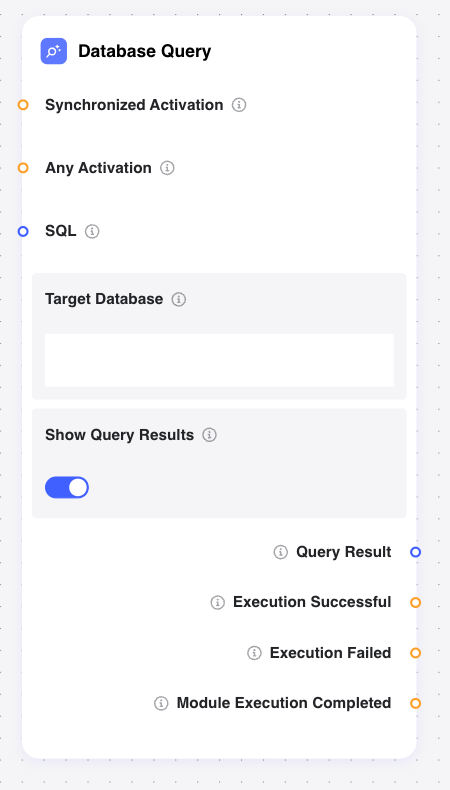 Database Query
Synchronized Activation
Any Activation
SQL
Target Database
Show Query Results
Query Result
Execution Successful
Execution Failed
Module Execution Completed